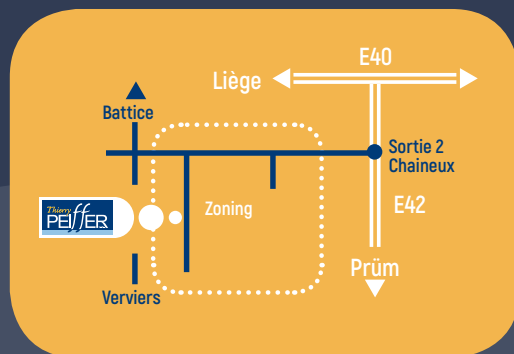 E40
Liège
Battice
Sortie 2
Chaineux
Thierry
PEIFFER
Zoning
E42
Prüm
Verviers